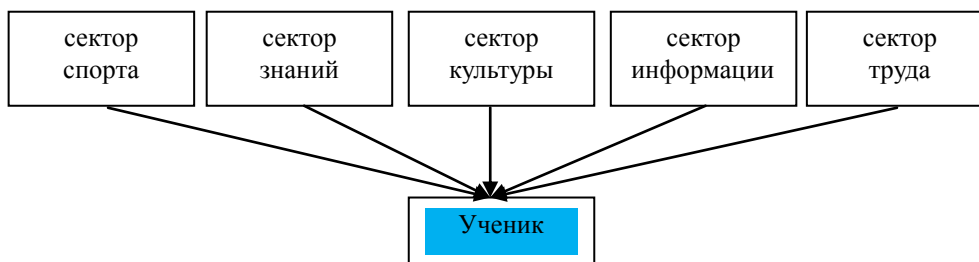 сектор
спорта
сектор
знаний
сектор
культуры
сектор
информации
сектор
труда
Ученик